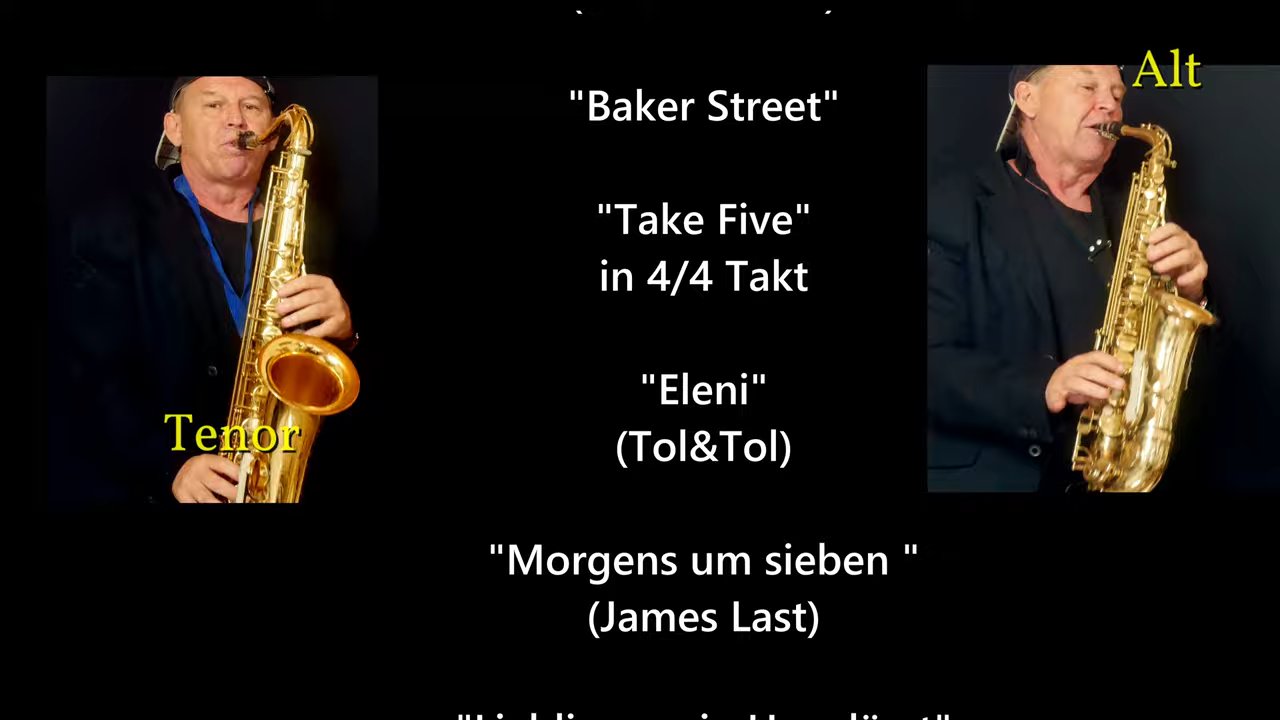 Alt
"Baker Street"
"Take Five"
in 4/4 Takt
"Eleni"
(Tol&Tol)
Tenor
"Morgens um sieben "
(James Last)